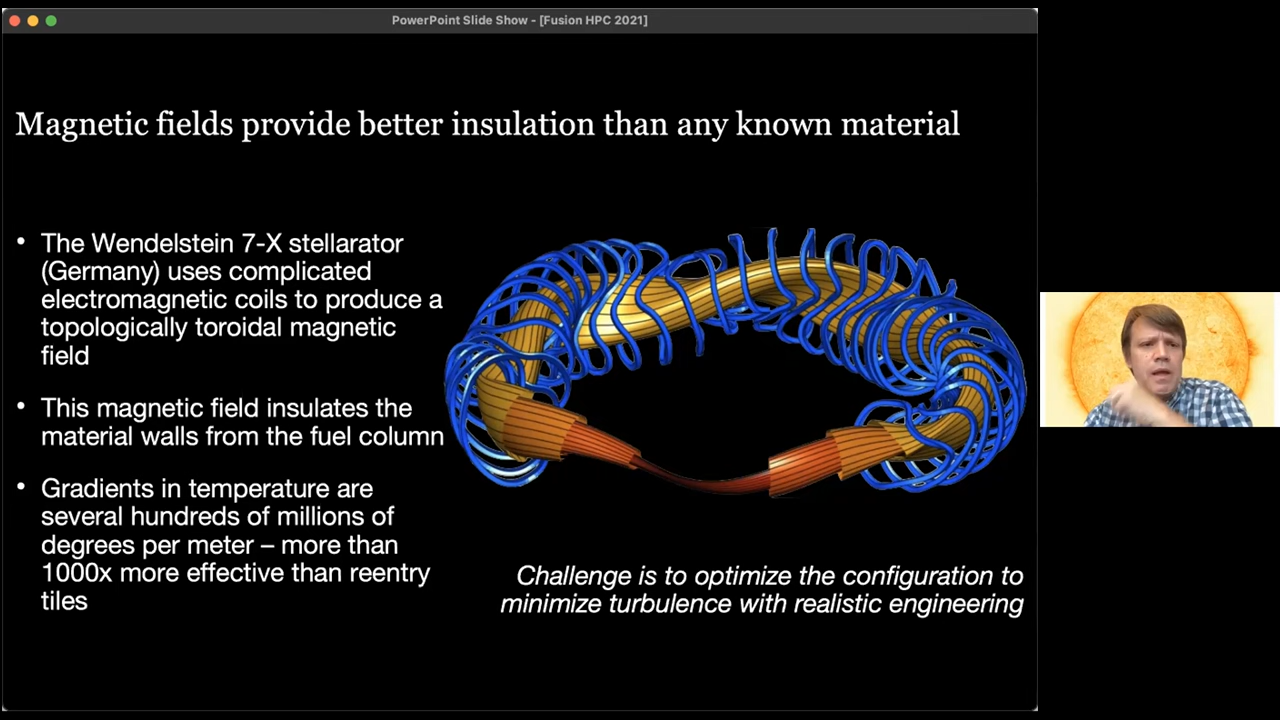 PowerPoint Slide Show - [Fusion HPC 2021]
Magnetic fields provide better insulation than any known material
• The Wendelstein 7-X stellarator
(Germany) uses complicated
electromagnetic coils to produce a
topologically toroidal magnetic
field
• This magnetic field insulates the
material walls from the fuel column
• Gradients in temperature are
several hundreds of millions of
degrees per meter – more than
1000x more effective than reentry
tiles
Challenge is to optimize the configuration to
minimize turbulence with realistic engineering